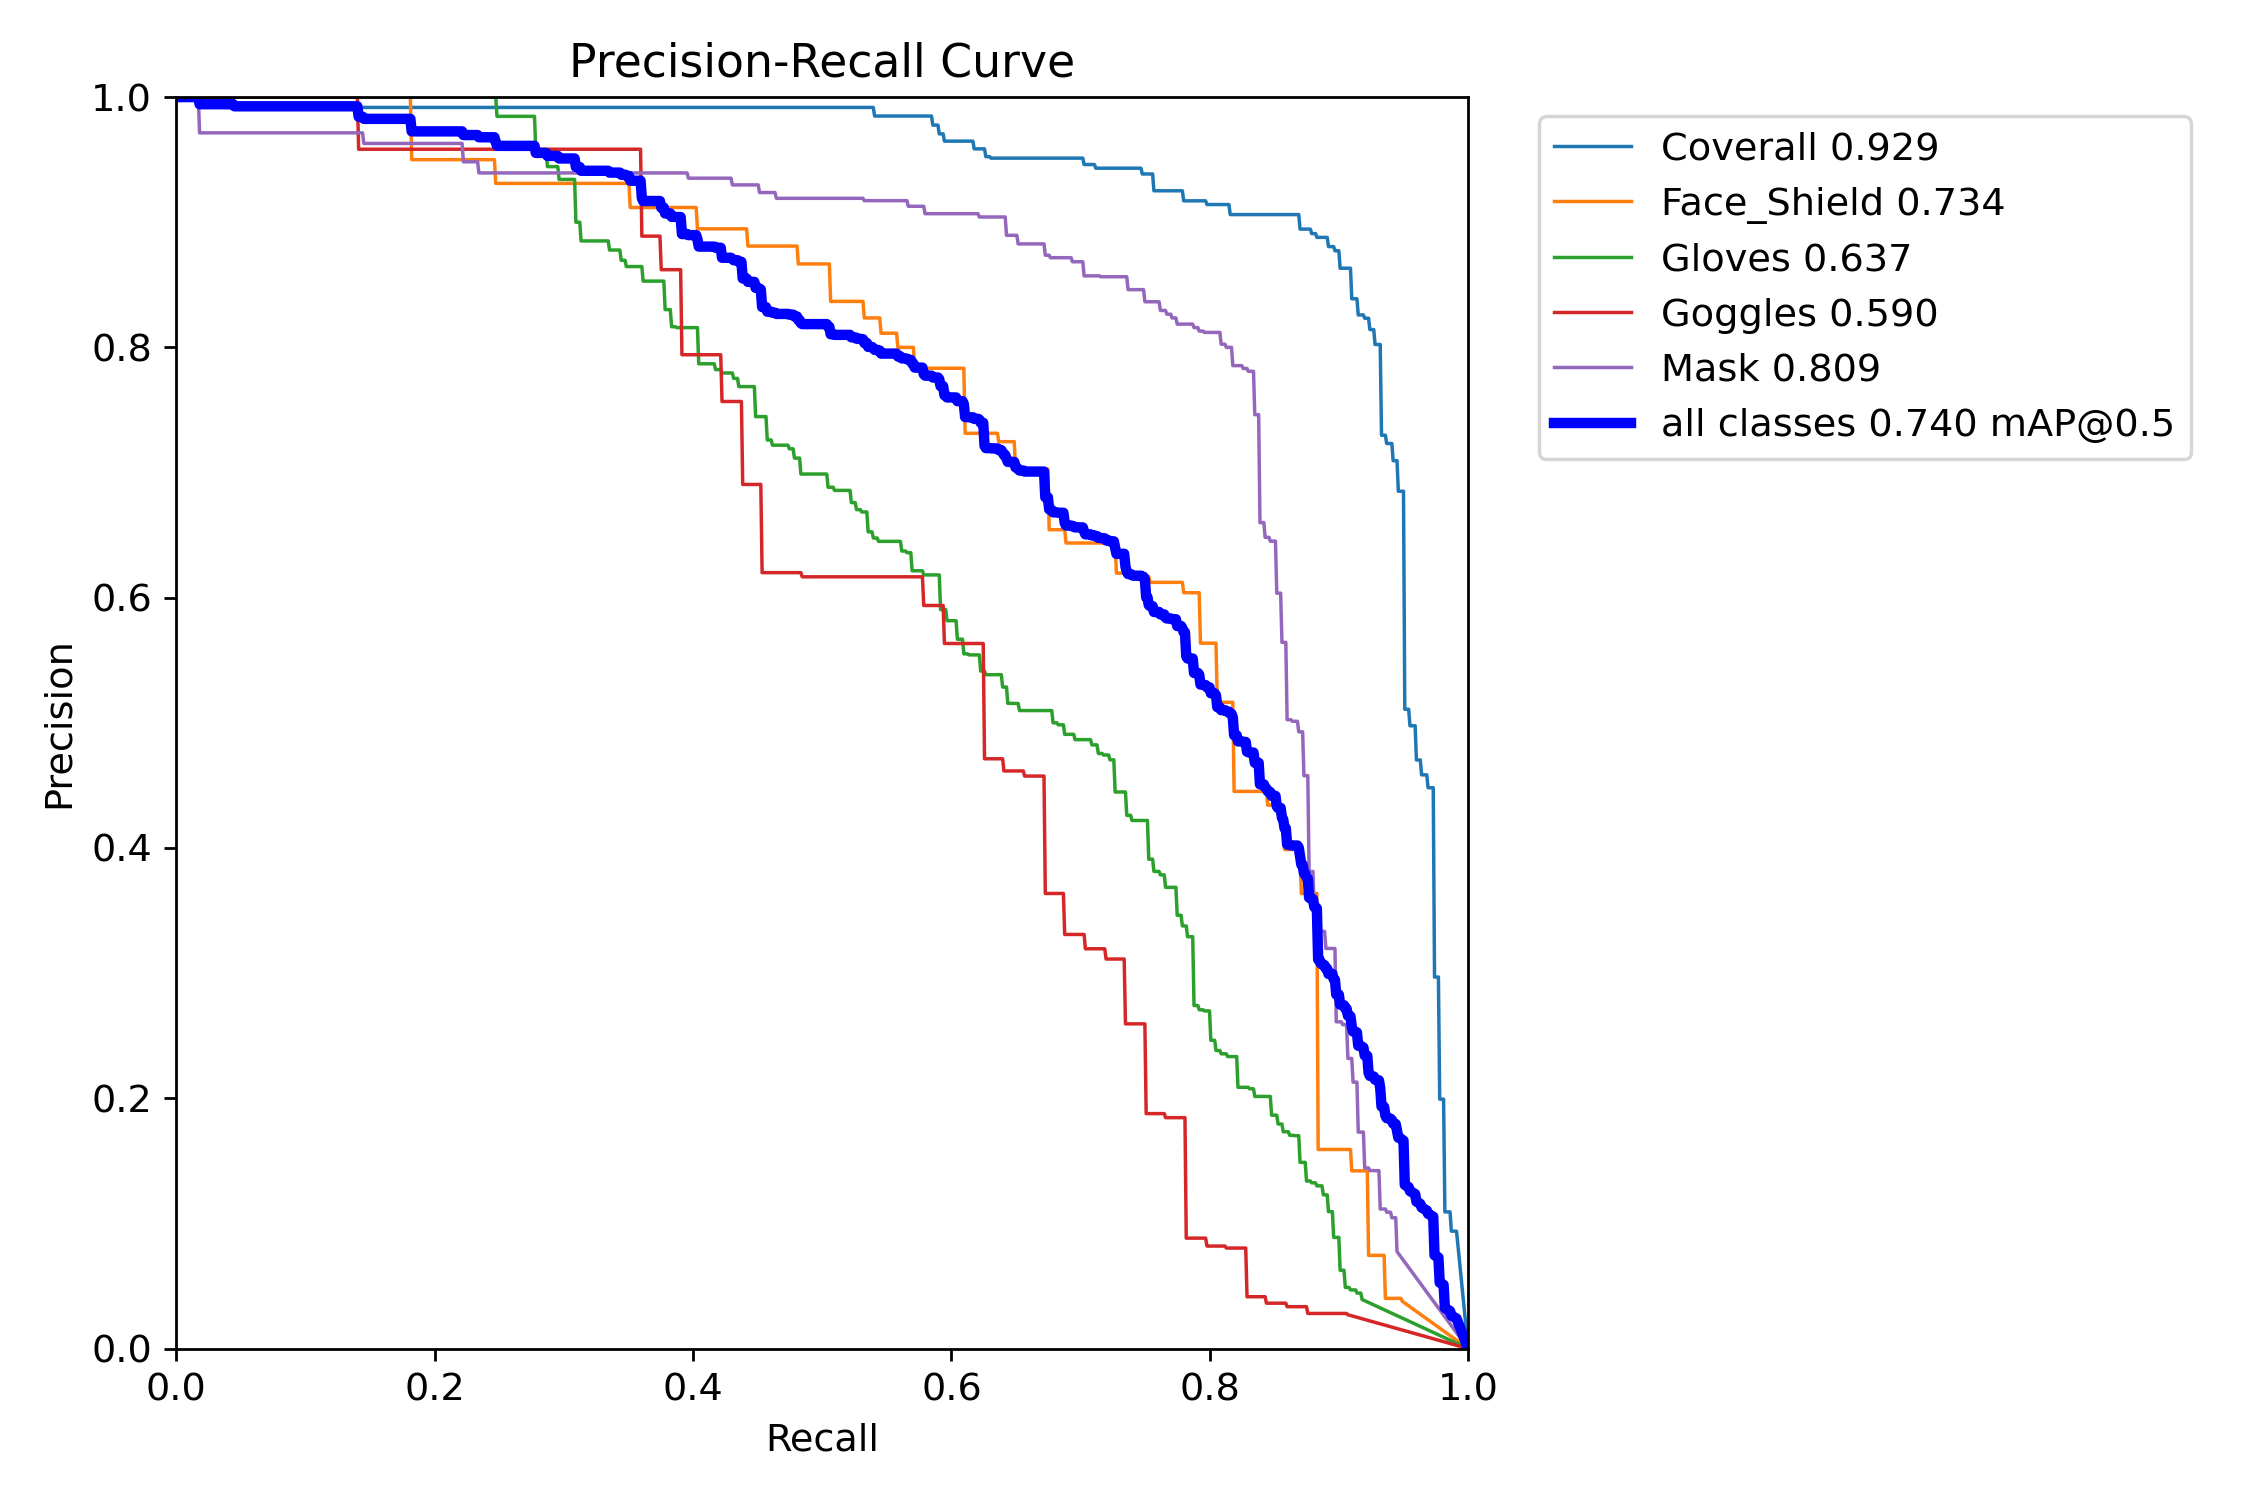 Precision-Recall Curve
1.0
0.8
0.6
0.4
0.2
0.0
Precision
0.0 0.2 0.4 0.6 0.8 1.0
Recall
Coverall 0.929
Face_Shield 0.734
Gloves 0.637
Goggles 0.590
Mask 0.809
all classes 0.740 mAP@0.5